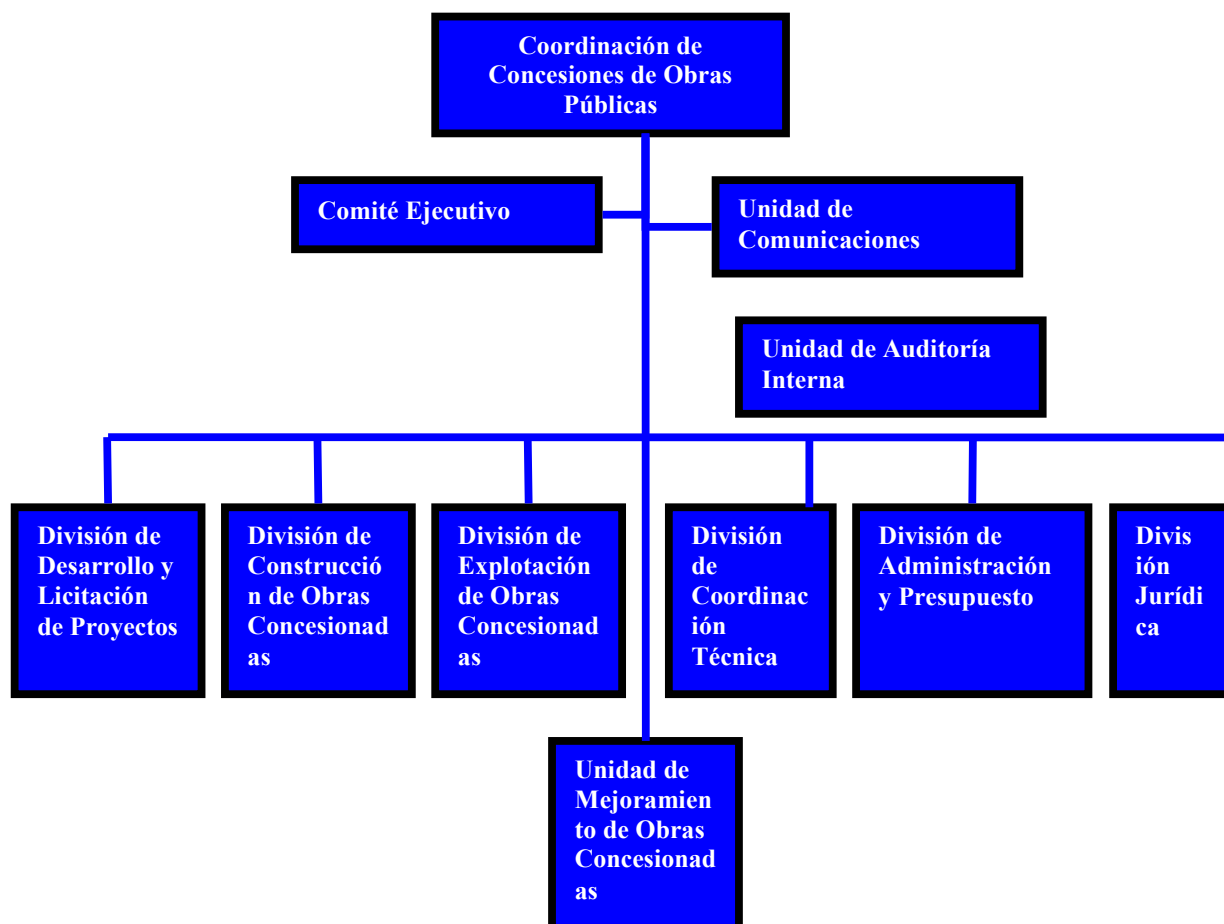 Coordinación de
Concesiones de Obras
Públicas
Comité Ejecutivo
Unidad de
Comunicaciones
Unidad de Auditoría
Interna
División de
Desarrollo y
Licitación
de Proyectos
División de
Construcció
n de Obras
Concesionad
as
División de
Explotación
de Obras
Concesionad
as
División
de
Coordinac
ión
Técnica
División de
Administración
y Presupuesto
Divis
ión
Jurídi
ca
Unidad de
Mejoramien
to de Obras
Concesionad
as